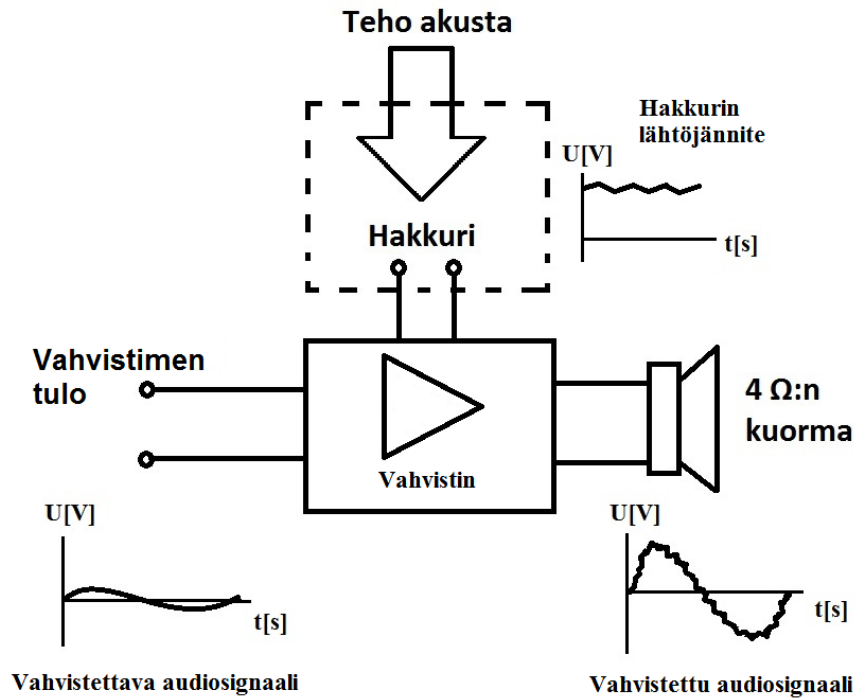 Teho akusta
Hakkurin
lähtöjännite
U[V]
t[s]
Hakkuri
Vahvistimen
tulo
4 Ω:n
kuorma
Vahvistin
U[V]
t[s]
Vahvistettava audiosignaali
U[V]
t[s]
Vahvistettu audiosignaali